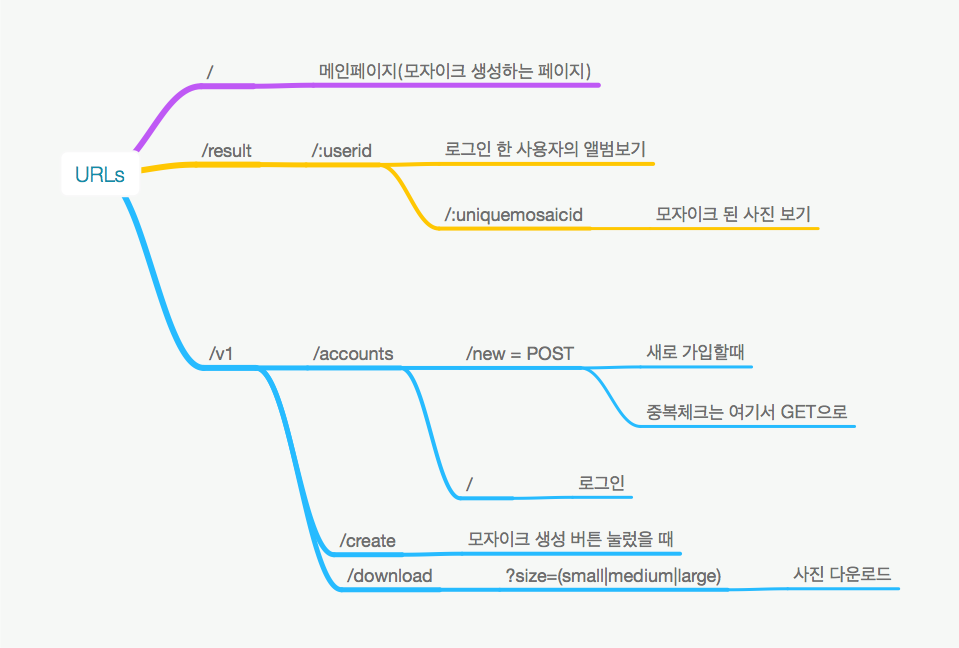 URLs
/
메인페이지(모자이크 생성하는 페이지)
/result
/:userid
로그인 한 사용자의 앨범보기
/:uniquemosaicid
모자이크 된 사진 보기
/v1
/accounts
/new = POST
새로 가입할때
중복체크는 여기서 GET으로
/
로그인
/create
모자이크 생성 버튼 눌렀을 때
/download
?size=(small|medium|large)
사진 다운로드